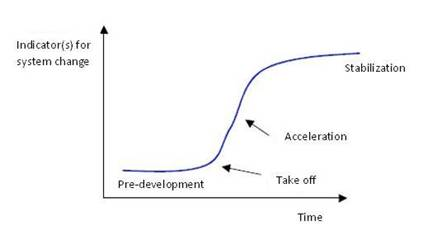 Indicator(s) for
system change
Stabilization
Acceleration
Take off
Pre-development
Time